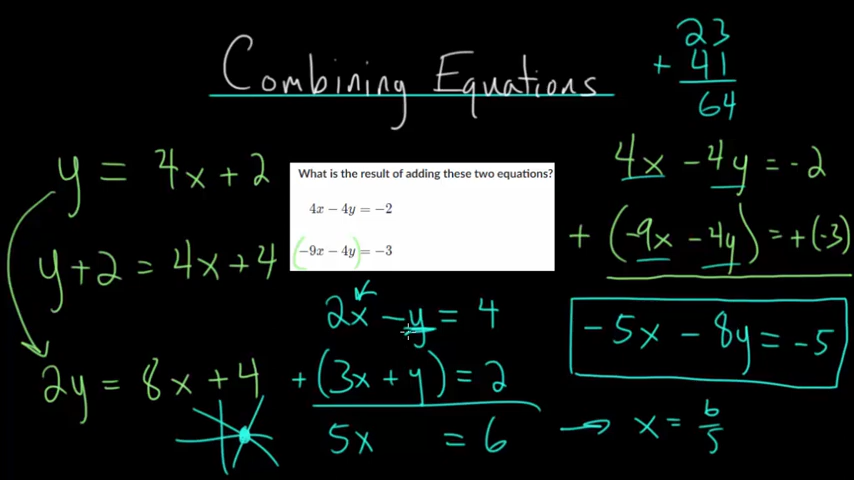 Combining Equations
23
+ 41
64
y = 4x + 2
y + 2 = 4x + 4
2y = 8x + 4
What is the result of adding these two equations?
4x − 4y = −2
(−9x − 4y) = −3
2x − y = 4
+ (3x + y) = 2
5x = 6
→ x = 6/5
4x − 4y = -2
+ (-9x − 4y) = +(-3)
-5x − 8y = -5